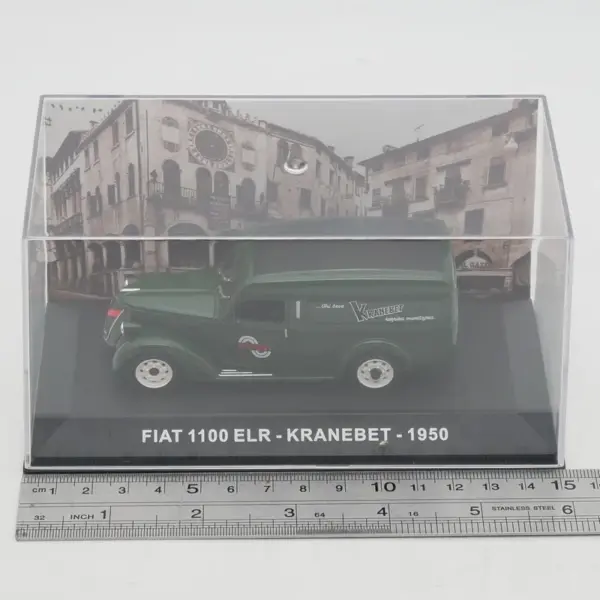 KRANEBET
FIAT 1100 ELR - KRANEBET - 1950
cm 1 2 3 4 5 6 7 8 9 10 11 12 13 14 15
32 INCH 1 2 3 64 4 16 5 STAINLESS STEEL 6